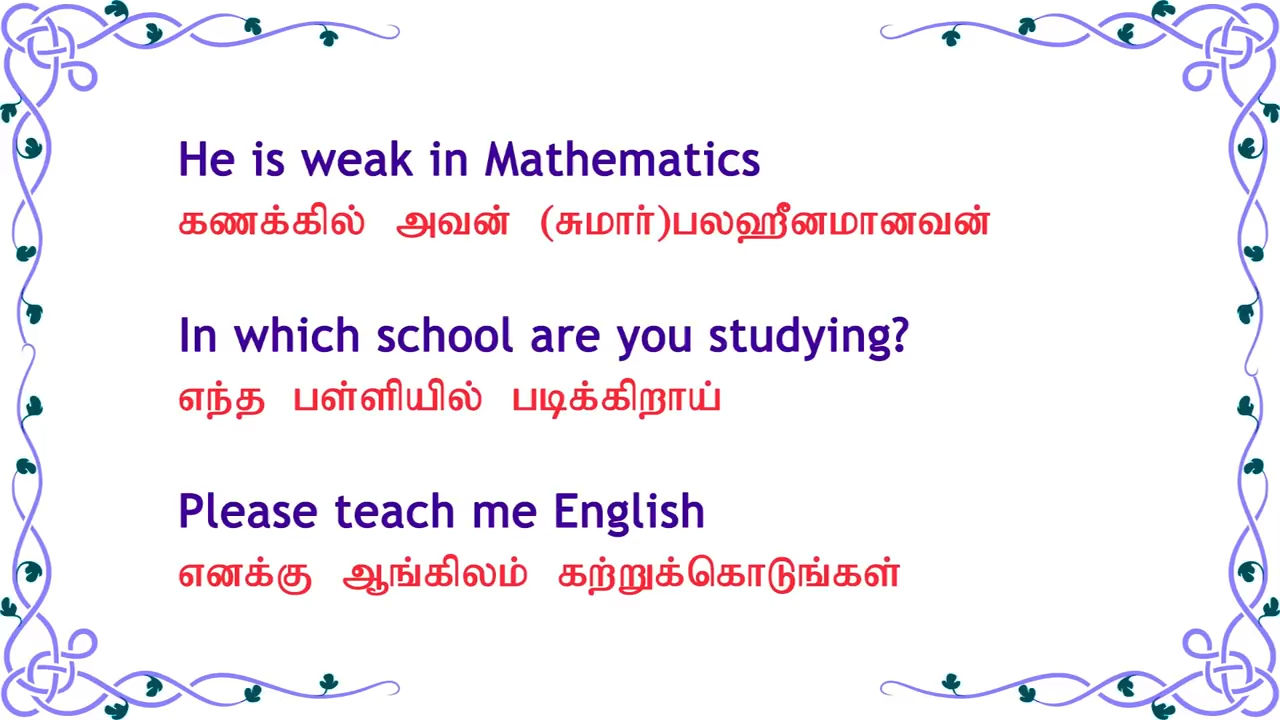 He is weak in Mathematics
கணக்கில் அவன் (சுமார்)பலஹீனமானவன்
In which school are you studying?
எந்த பள்ளியில் படிக்கிறாய்
Please teach me English
எனக்கு ஆங்கிலம் கற்றுக்கொடுங்கள்